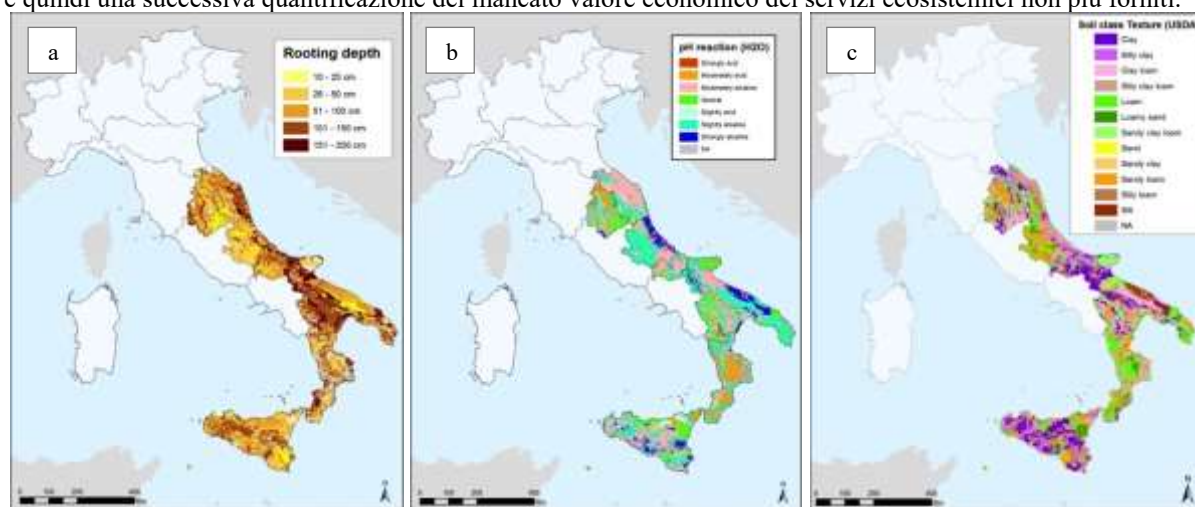 e quindi una successiva quantificazione del mancato valore economico dei servizi ecosistemici non più forniti.
a
Rooting depth
10 - 25 cm
26 - 50 cm
51 - 100 cm
101 - 150 cm
151 - 200 cm
b
pH reaction (H2O)
Strongly acid
Moderately acid
Moderately alkaline
Neutral
Slightly acid
Slightly alkaline
Strongly alkaline
NA
c
Soil class Texture (USDA
Clay
Silty clay
Clay loam
Silty clay loam
Loam
Loamy sand
Sandy clay loam
Sand
Sandy clay
Sandy loam
Silty loam
Silt
NA
N